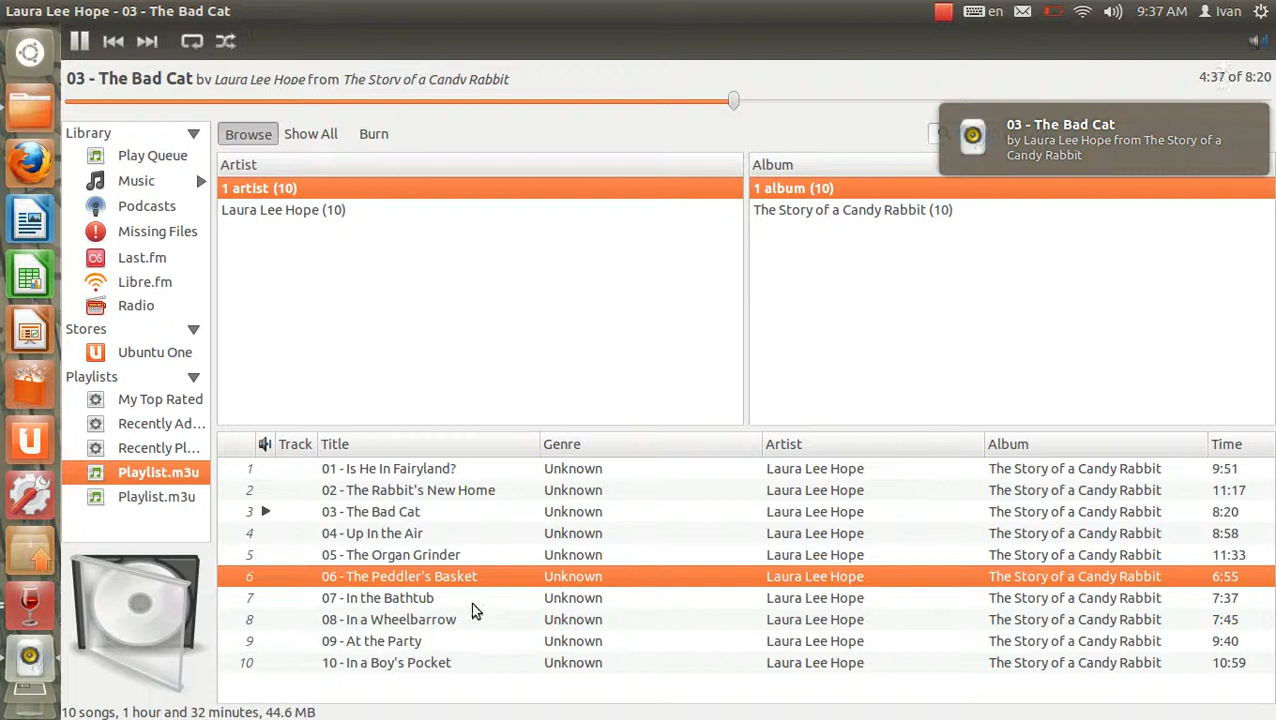 Laura Lee Hope - 03 - The Bad Cat
en
9:37 AM
Ivan
03 - The Bad Cat by Laura Lee Hope from The Story of a Candy Rabbit
4:37 of 8:20
Library
Play Queue
Music
Podcasts
Missing Files
Last.fm
Libre.fm
Radio
Stores
Ubuntu One
Playlists
My Top Rated
Recently Ad...
Recently Pl...
Playlist.m3u
Playlist.m3u
Browse Show All Burn
03 - The Bad Cat
by Laura Lee Hope from The Story of a
Candy Rabbit
Artist
1 artist (10)
Laura Lee Hope (10)
Album
1 album (10)
The Story of a Candy Rabbit (10)
Track Title Genre Artist Album Time
1 01 - Is He In Fairyland? Unknown Laura Lee Hope The Story of a Candy Rabbit 9:51
2 02 - The Rabbit's New Home Unknown Laura Lee Hope The Story of a Candy Rabbit 11:17
3 03 - The Bad Cat Unknown Laura Lee Hope The Story of a Candy Rabbit 8:20
4 04 - Up In the Air Unknown Laura Lee Hope The Story of a Candy Rabbit 8:58
5 05 - The Organ Grinder Unknown Laura Lee Hope The Story of a Candy Rabbit 11:33
6 06 - The Peddler's Basket Unknown Laura Lee Hope The Story of a Candy Rabbit 6:55
7 07 - In the Bathtub Unknown Laura Lee Hope The Story of a Candy Rabbit 7:37
8 08 - In a Wheelbarrow Unknown Laura Lee Hope The Story of a Candy Rabbit 7:45
9 09 - At the Party Unknown Laura Lee Hope The Story of a Candy Rabbit 9:40
10 10 - In a Boy's Pocket Unknown Laura Lee Hope The Story of a Candy Rabbit 10:59
10 songs, 1 hour and 32 minutes, 44.6 MB